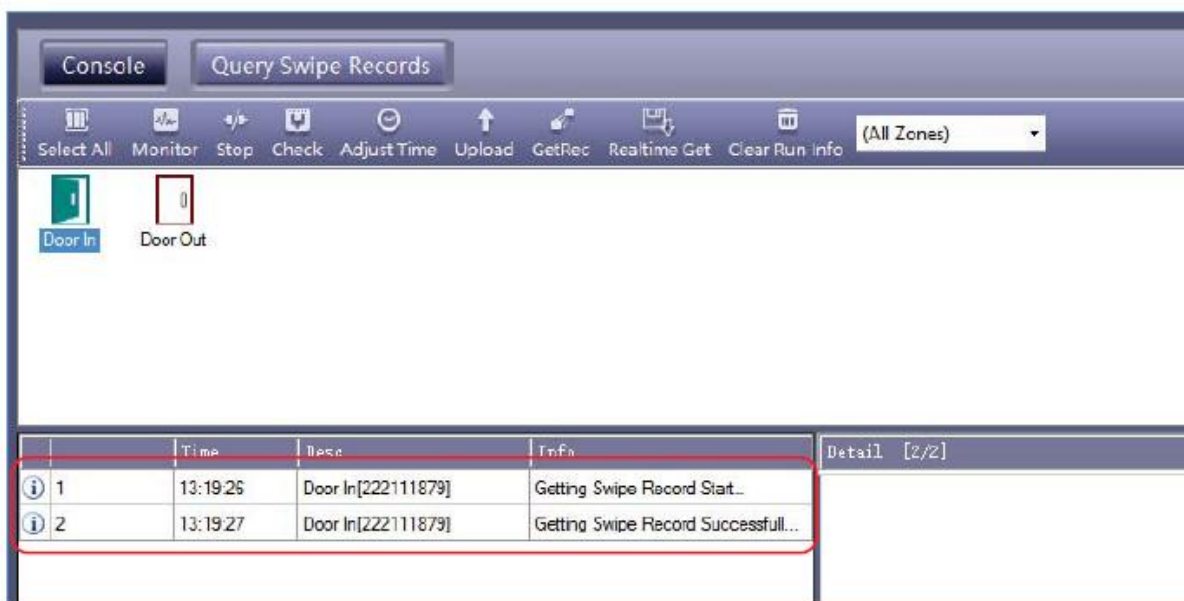 Console Query Swipe Records
Select All Monitor Stop Check Adjust Time Upload GetRec Realtime Get Clear Run Info (All Zones)
Door In Door Out
Time Desc Info Detail [2/2]
1 13:19:26 Door In[222111879] Getting Swipe Record Start...
2 13:19:27 Door In[222111879] Getting Swipe Record Successfull...